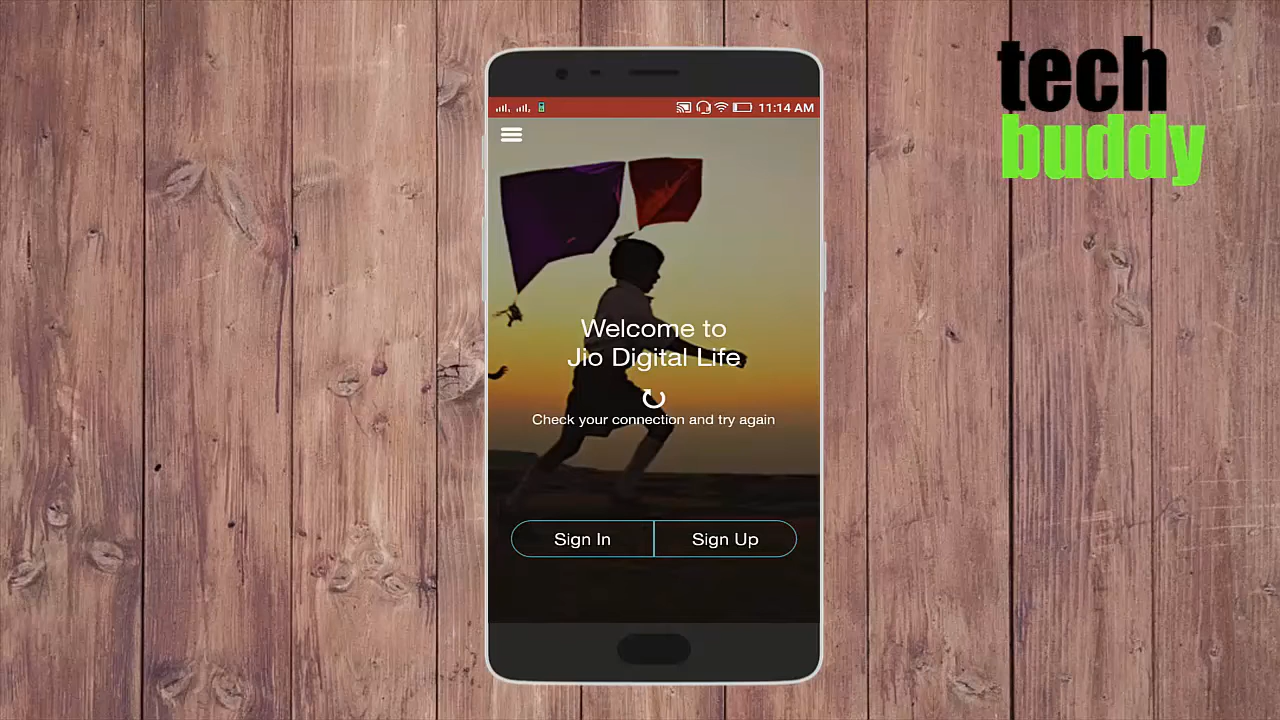 tech
buddy
11:14 AM
Welcome to
Jio Digital Life
Check your connection and try again
Sign In
Sign Up